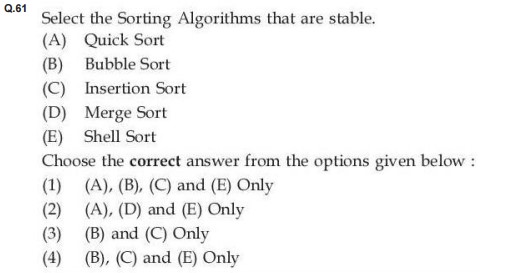 Q.61
Select the Sorting Algorithms that are stable.
(A) Quick Sort
(B) Bubble Sort
(C) Insertion Sort
(D) Merge Sort
(E) Shell Sort
Choose the correct answer from the options given below :
(1) (A), (B), (C) and (E) Only
(2) (A), (D) and (E) Only
(3) (B) and (C) Only
(4) (B), (C) and (E) Only